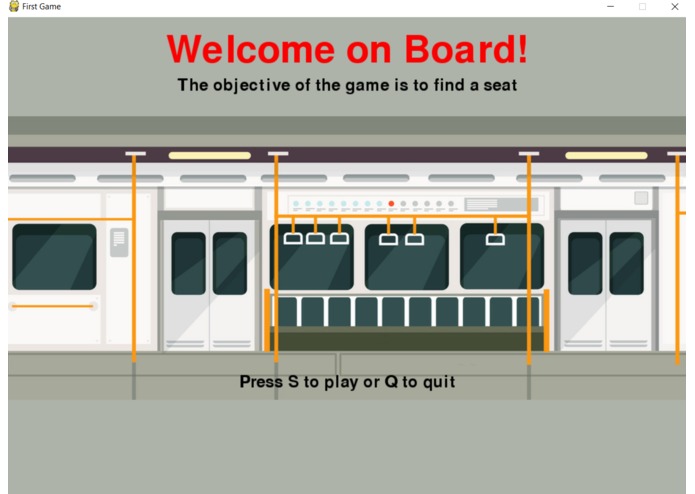 First Game
Welcome on Board!
The objective of the game is to find a seat
Press S to play or Q to quit